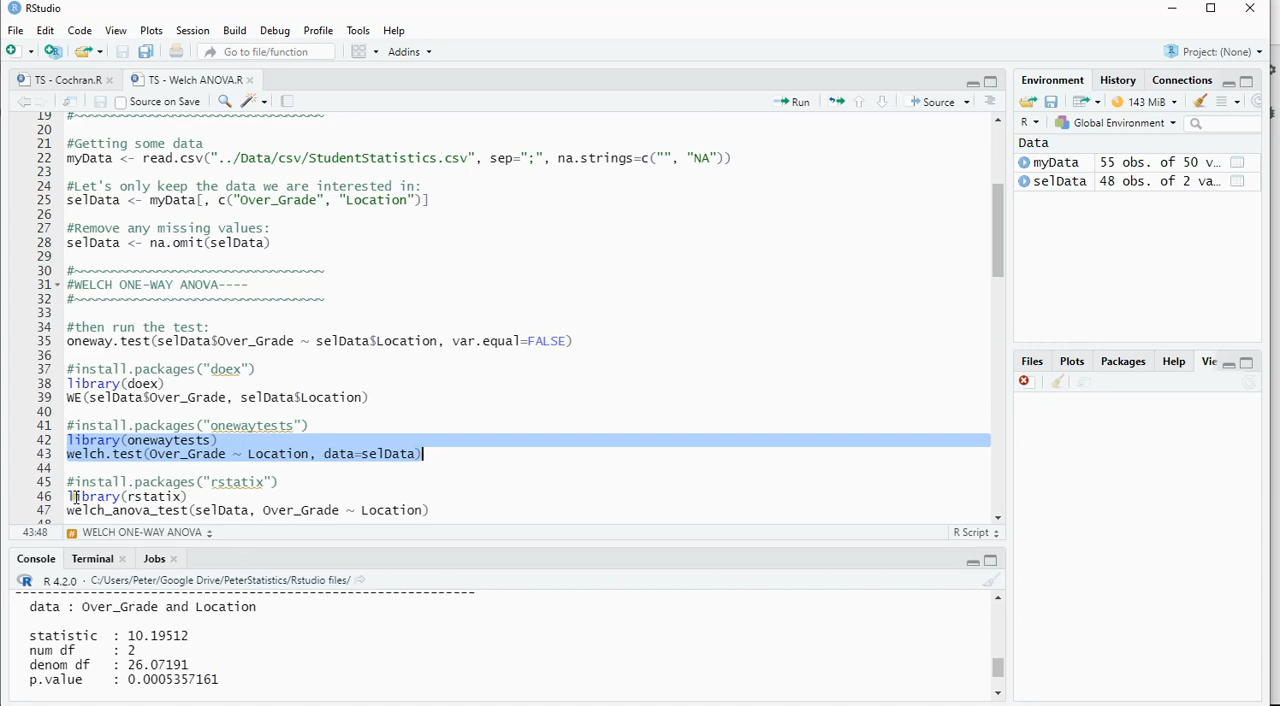 RStudio
File Edit Code View Plots Session Build Debug Profile Tools Help
Go to file/function Addins Project: (None)
TS - Cochran.R TS - Welch ANOVA.R
Source on Save Run Source
19 #~~~~~~~~~~~~~~~~~~~~~~~~~~~~~~~~~
20
21 #Getting some data
22 myData <- read.csv("../Data/csv/StudentStatistics.csv", sep=";", na.strings=c("", "NA"))
23
24 #Let's only keep the data we are interested in:
25 selData <- myData[, c("Over_Grade", "Location")]
26
27 #Remove any missing values:
28 selData <- na.omit(selData)
29
30 #~~~~~~~~~~~~~~~~~~~~~~~~~~~~~~~~~
31 #WELCH ONE-WAY ANOVA----
32 #~~~~~~~~~~~~~~~~~~~~~~~~~~~~~~~~~
33
34 #then run the test:
35 oneway.test(selData$Over_Grade ~ selData$Location, var.equal=FALSE)
36
37 #install.packages("doex")
38 library(doex)
39 WE(selData$Over_Grade, selData$Location)
40
41 #install.packages("onewaytests")
42 library(onewaytests)
43 welch.test(Over_Grade ~ Location, data=selData)
44
45 #install.packages("rstatix")
46 library(rstatix)
47 welch_anova_test(selData, Over_Grade ~ Location)
48
43:48 WELCH ONE-WAY ANOVA R Script
Console Terminal Jobs
R 4.2.0 · C:/Users/Peter/Google Drive/PeterStatistics/Rstudio files/
---------------------------------------------------------------
data : Over_Grade and Location
statistic : 10.19512
num df : 2
denom df : 26.07191
p.value : 0.0005357161
Environment History Connections
143 MiB
R Global Environment
Data
myData 55 obs. of 50 v...
selData 48 obs. of 2 va...
Files Plots Packages Help Vie